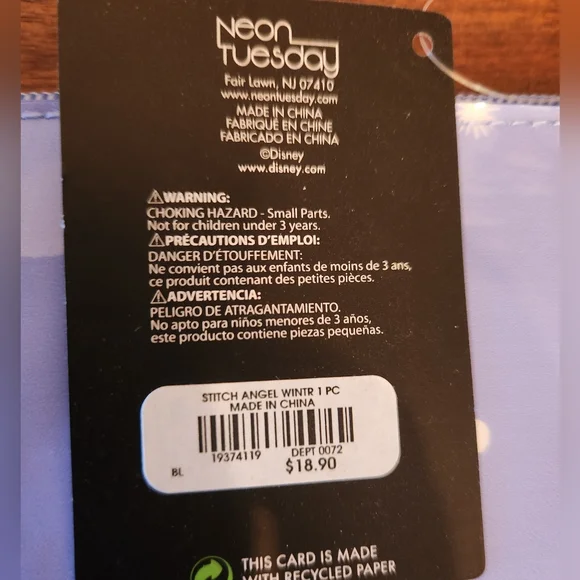 Neon
Tuesday
Fair Lawn, NJ 07410
www.neontuesday.com
MADE IN CHINA
FABRIQUÉ EN CHINE
FABRICADO EN CHINA
©Disney
www.disney.com
⚠WARNING:
CHOKING HAZARD - Small Parts.
Not for children under 3 years.
⚠PRÉCAUTIONS D'EMPLOI:
DANGER D'ÉTOUFFEMENT:
Ne convient pas aux enfants de moins de 3 ans,
ce produit contenant des petites pièces.
⚠ADVERTENCIA:
PELIGRO DE ATRAGANTAMIENTO.
No apto para niños menores de 3 años,
este producto contiene piezas pequeñas.
STITCH ANGEL WINTR 1 PC
MADE IN CHINA
19374119
DEPT 0072
BL
$18.90
THIS CARD IS MADE
WITH RECYCLED PAPER